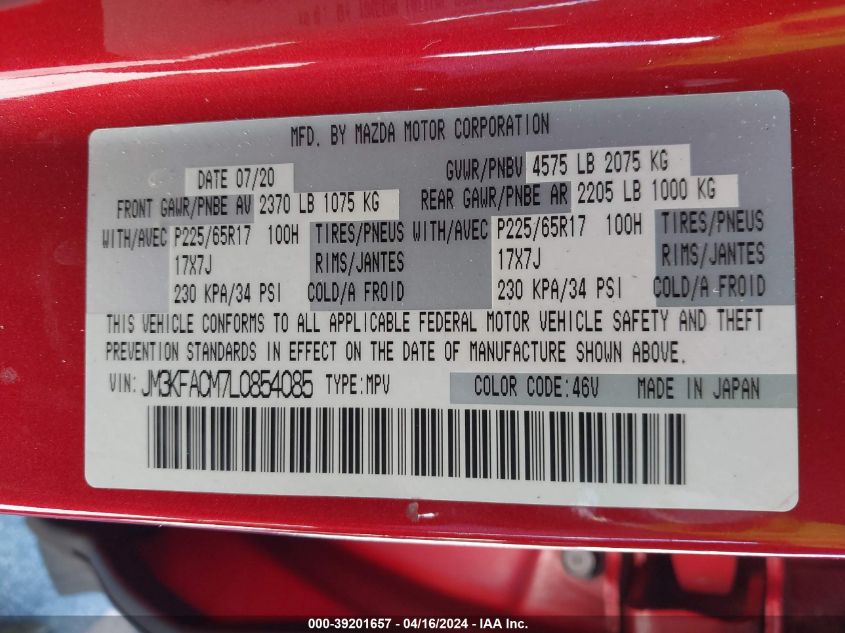 MFD. BY MAZDA MOTOR CORPORATION
DATE 07/20 GVWR/PNBV 4575 LB 2075 KG
FRONT GAWR/PNBE AV 2370 LB 1075 KG REAR GAWR/PNBE AR 2205 LB 1000 KG
WITH/AVEC P225/65R17 100H TIRES/PNEUS WITH/AVEC P225/65R17 100H TIRES/PNEUS
17X7J RIMS/JANTES 17X7J RIMS/JANTES
230 KPA/34 PSI COLD/A FROID 230 KPA/34 PSI COLD/A FROID
THIS VEHICLE CONFORMS TO ALL APPLICABLE FEDERAL MOTOR VEHICLE SAFETY AND THEFT
PREVENTION STANDARDS IN EFFECT ON THE DATE OF MANUFACTURE SHOWN ABOVE.
VIN: JM3KFACM7L0854085 TYPE:MPV COLOR CODE:46V MADE IN JAPAN
000-39201657 - 04/16/2024 - IAAI Inc.